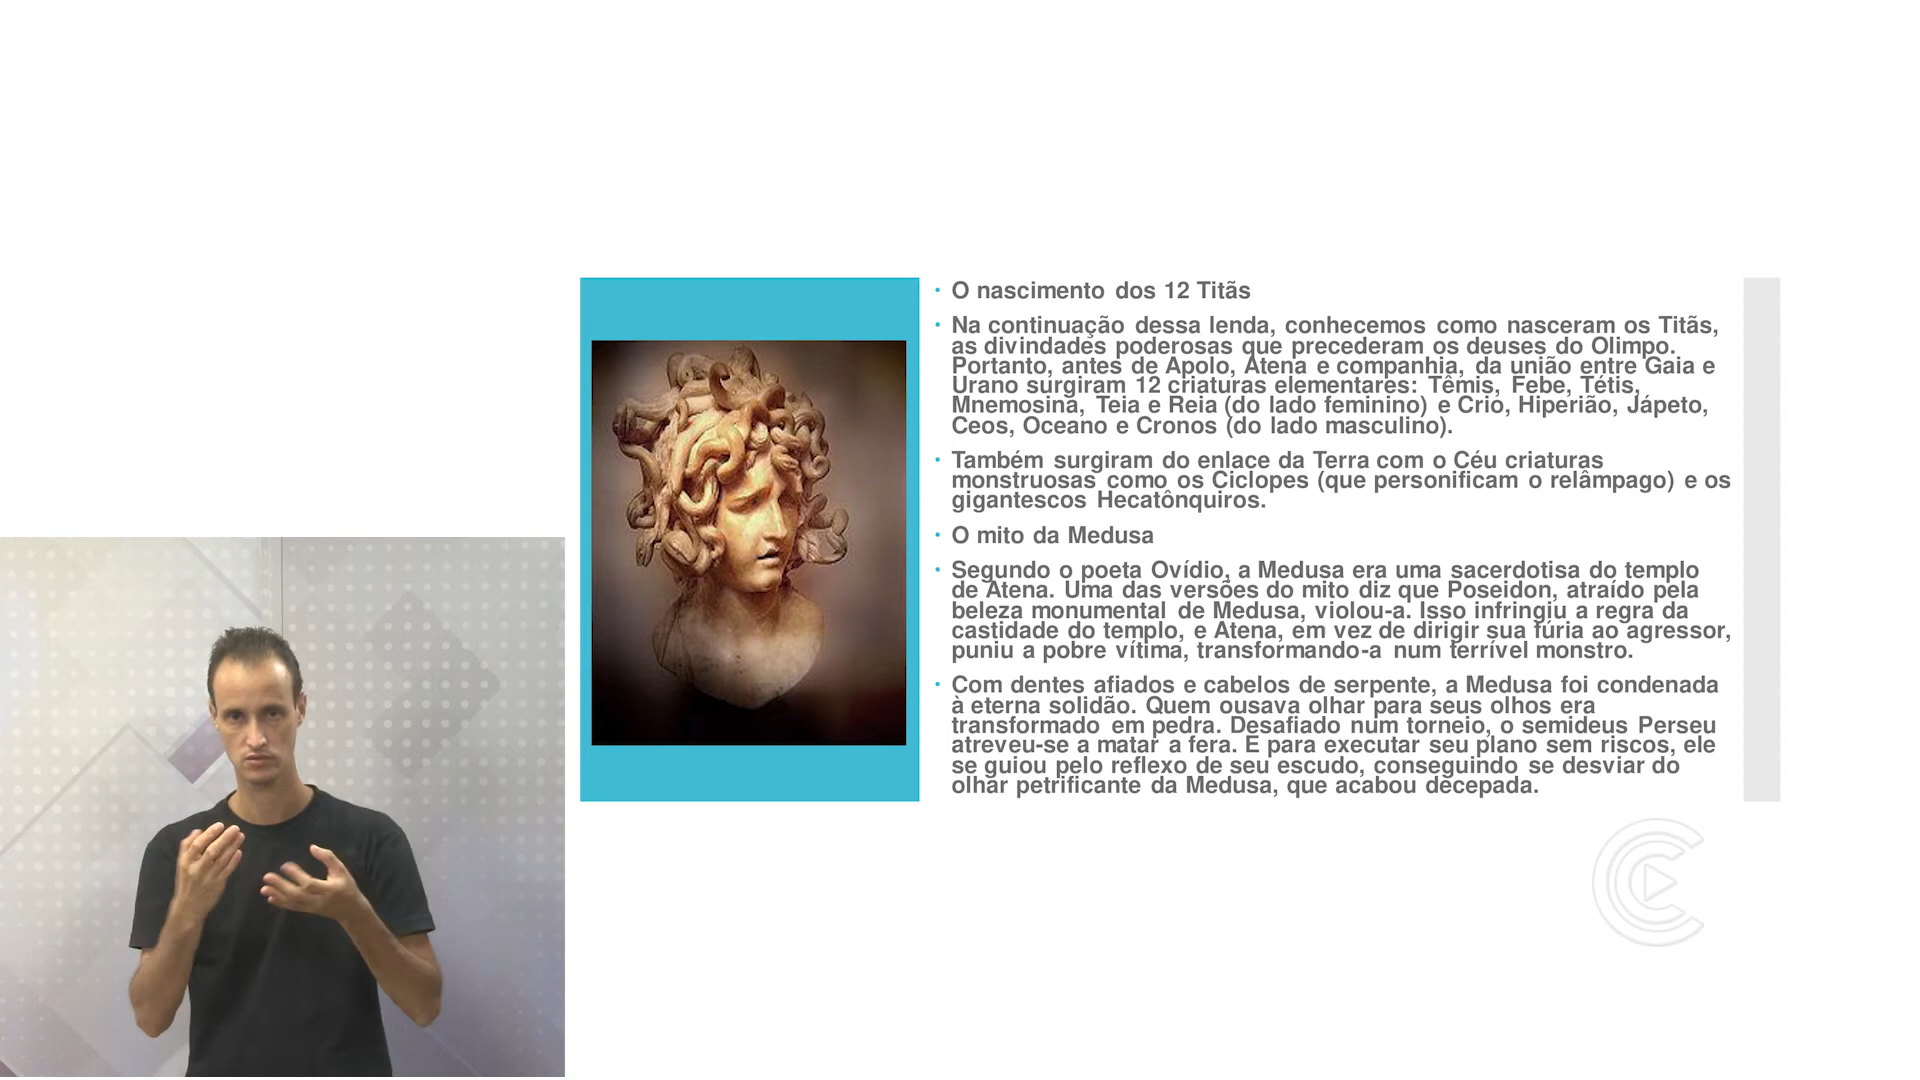 O nascimento dos 12 Titãs
Na continuação dessa lenda, conhecemos como nasceram os Titãs,
as divindades poderosas que precederam os deuses do Olimpo.
Portanto, antes de Apolo, Atena e companhia, da união entre Gaia e
Urano surgiram 12 criaturas elementares: Têmis, Febe, Tétis,
Mnemosina, Teia e Reia (do lado feminino) e Crio, Hiperião, Jápeto,
Ceos, Oceano e Cronos (do lado masculino).
Também surgiram do enlace da Terra com o Céu criaturas
monstruosas como os Ciclopes (que personificam o relâmpago) e os
gigantescos Hecatônquiros.
O mito da Medusa
Segundo o poeta Ovídio, a Medusa era uma sacerdotisa do templo
de Atena. Uma das versões do mito diz que Poseidon, atraído pela
beleza monumental de Medusa, violou-a. Isso infringiu a regra da
castidade do templo, e Atena, em vez de dirigir sua fúria ao agressor,
puniu a pobre vítima, transformando-a num terrível monstro.
Com dentes afiados e cabelos de serpente, a Medusa foi condenada
à eterna solidão. Quem ousava olhar para seus olhos era
transformado em pedra. Desafiado num torneio, o semideus Perseu
atreveu-se a matar a fera. E para executar seu plano sem riscos, ele
se guiou pelo reflexo de seu escudo, conseguindo se desviar do
olhar petrificante da Medusa, que acabou decepada.